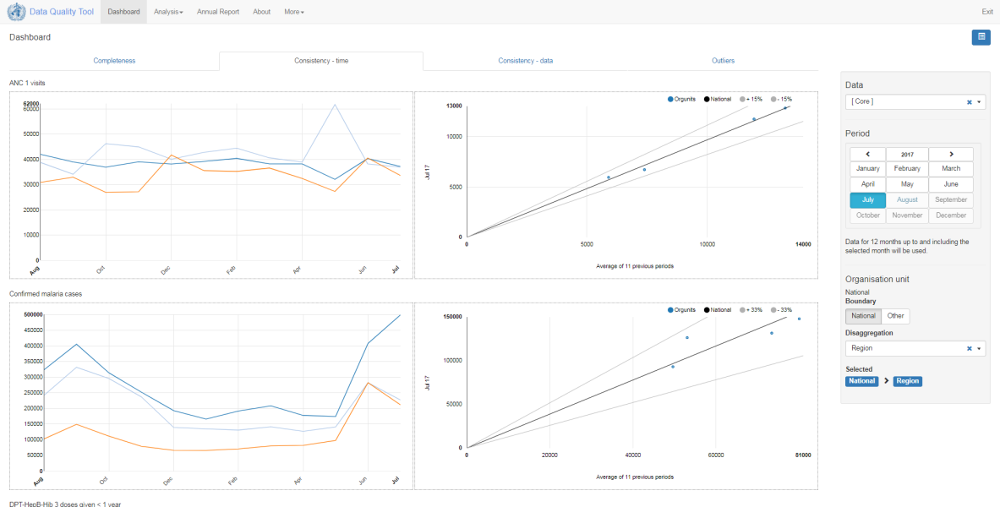 Data Quality Tool Dashboard Analysis Annual Report About More Exit
Dashboard
Completeness Consistency - time Consistency - data Outliers
ANC 1 visits
62000
60000
50000
40000
30000
20000
10000
0
Aug Oct Dec Feb Apr Jun Jul
Orgunits National + 15% - 15%
13000
10000
5000
0
Jul 17
0 5000 10000 14000
Average of 11 previous periods
Confirmed malaria cases
500000
450000
400000
350000
300000
250000
200000
150000
100000
50000
0
Aug Oct Dec Feb Apr Jun Jul
Orgunits National + 33% - 33%
150000
100000
50000
0
Jul 17
0 20000 40000 60000 81000
Average of 11 previous periods
DPT-HepB-Hib 3 doses given < 1 year
Data
[ Core ]
Period
2017
January February March
April May June
July August September
October November December
Data for 12 months up to and including the
selected month will be used.
Organisation unit
National
Boundary
National Other
Disaggregation
Region
Selected
National > Region